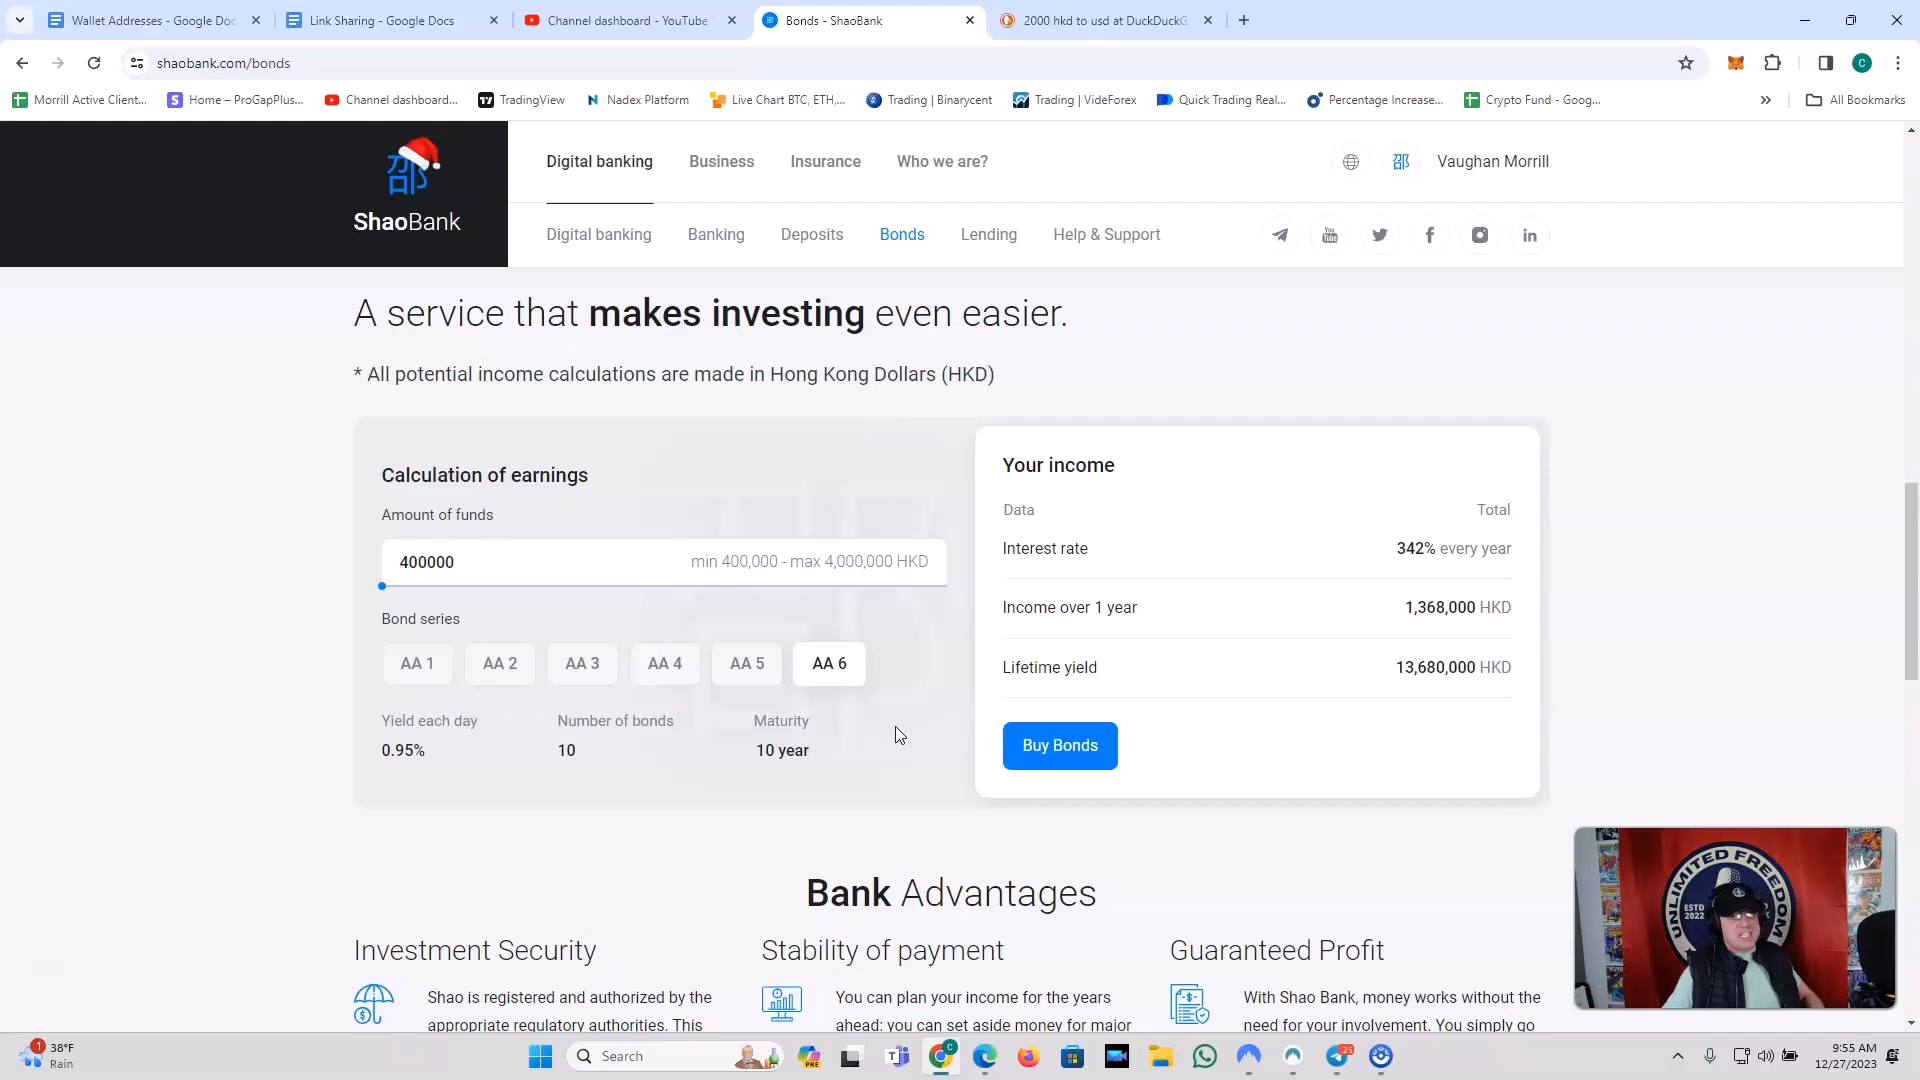 Wallet Addresses - Google Doc
Link Sharing - Google Docs
Channel dashboard - YouTube
Bonds - ShaoBank
2000 hkd to usd at DuckDuckG
shaobank.com/bonds
C
Morrill Active Client...
Home – ProGapPlus...
Channel dashboard...
TradingView
Nadex Platform
Live Chart BTC, ETH,...
Trading | Binarycent
Trading | VideForex
Quick Trading Real...
Percentage Increase...
Crypto Fund - Goog...
All Bookmarks
邵
ShaoBank
Digital banking
Business
Insurance
Who we are?
邵
Vaughan Morrill
Digital banking
Banking
Deposits
Bonds
Lending
Help & Support
A service that makes investing even easier.
* All potential income calculations are made in Hong Kong Dollars (HKD)
Calculation of earnings
Amount of funds
400000
min 400,000 - max 4,000,000 HKD
Bond series
AA 1
AA 2
AA 3
AA 4
AA 5
AA 6
Yield each day
Number of bonds
Maturity
0.95%
10
10 year
Your income
Data
Total
Interest rate
342% every year
Income over 1 year
1,368,000 HKD
Lifetime yield
13,680,000 HKD
Buy Bonds
Bank Advantages
Investment Security
Stability of payment
Guaranteed Profit
Shao is registered and authorized by the
appropriate regulatory authorities. This
You can plan your income for the years
ahead: you can set aside money for major
With Shao Bank, money works without the
need for your involvement. You simply go
UNLIMITED FREEDOM
ESTD
2022
1
38°F
Rain
Search
PRE
C
25
9:55 AM
12/27/2023